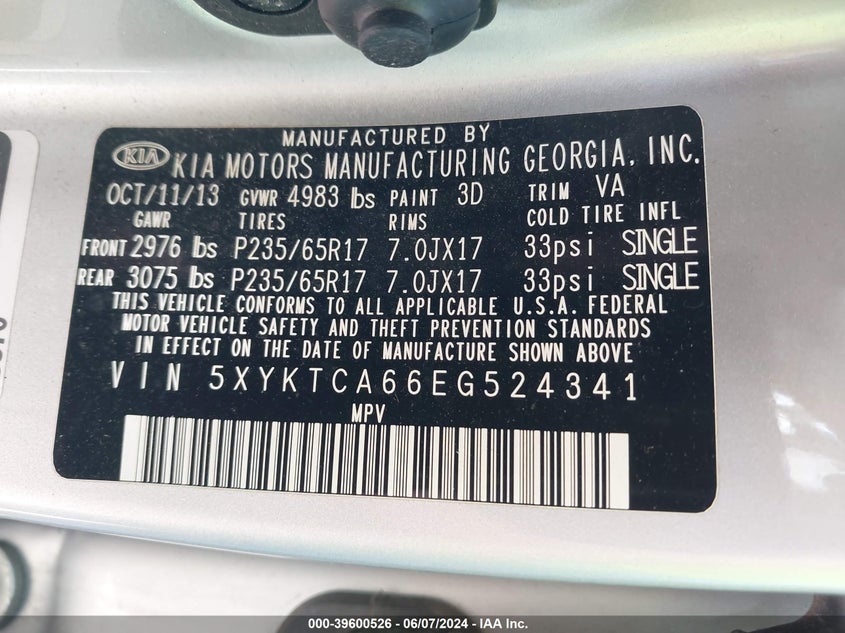 MANUFACTURED BY
KIA KIA MOTORS MANUFACTURING GEORGIA, INC.
OCT/11/13 GVWR 4983 lbs PAINT 3D TRIM VA
GAWR TIRES RIMS COLD TIRE INFL
FRONT 2976 lbs P235/65R17 7.0JX17 33psi SINGLE
REAR 3075 lbs P235/65R17 7.0JX17 33psi SINGLE
THIS VEHICLE CONFORMS TO ALL APPLICABLE U.S.A. FEDERAL
MOTOR VEHICLE SAFETY AND THEFT PREVENTION STANDARDS
IN EFFECT ON THE DATE OF MANUFACTURE SHOWN ABOVE
VIN 5XYKTCA66EG524341
MPV
000-39600526 - 06/07/2024 - IAA Inc.